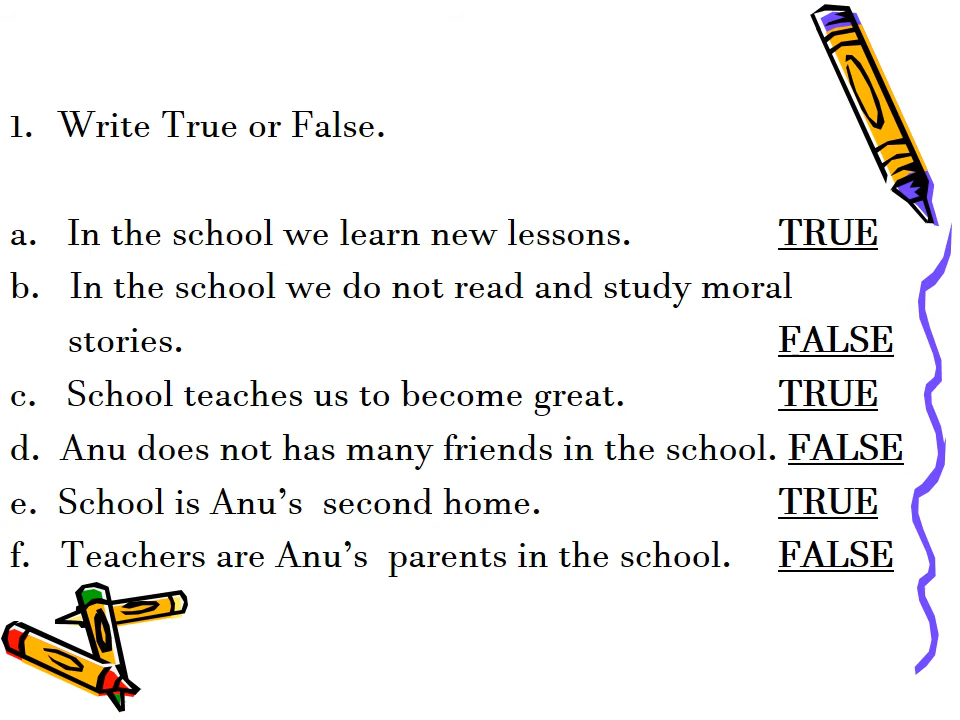 1. Write True or False.
a. In the school we learn new lessons. TRUE
b. In the school we do not read and study moral
stories. FALSE
c. School teaches us to become great. TRUE
d. Anu does not has many friends in the school. FALSE
e. School is Anu’s second home. TRUE
f. Teachers are Anu’s parents in the school. FALSE